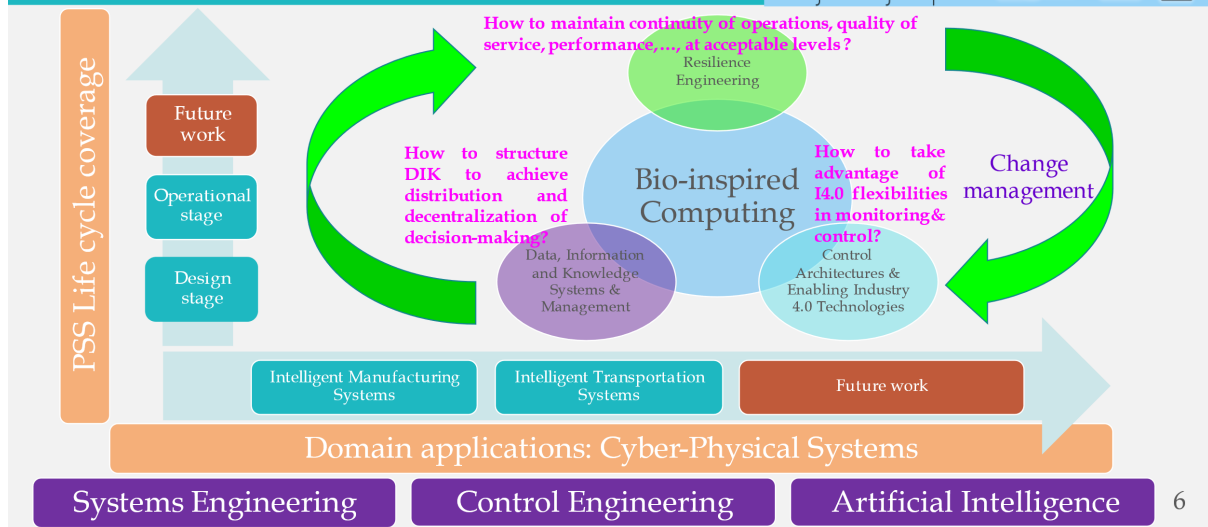 How to maintain continuity of operations, quality of
service, performance,…, at acceptable levels ?
Resilience
Engineering
PSS Life cycle coverage
Future
work
Operational
stage
Design
stage
How to structure
DIK to achieve
distribution and
decentralization of
decision-making?
Bio-inspired
Computing
How to take
advantage of
I4.0 flexibilities
in monitoring&
control?
Change
management
Data, Information
and Knowledge
Systems &
Management
Control
Architectures &
Enabling Industry
4.0 Technologies
Intelligent Manufacturing
Systems
Intelligent Transportation
Systems
Future work
Domain applications: Cyber-Physical Systems
Systems Engineering
Control Engineering
Artificial Intelligence
6